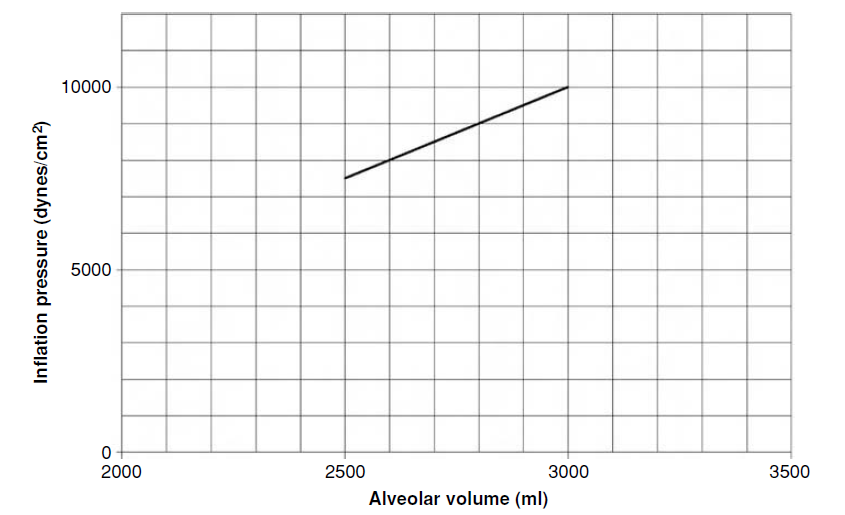 Inflation pressure (dynes/cm²)
10000
5000
0
2000 2500 3000 3500
Alveolar volume (ml)